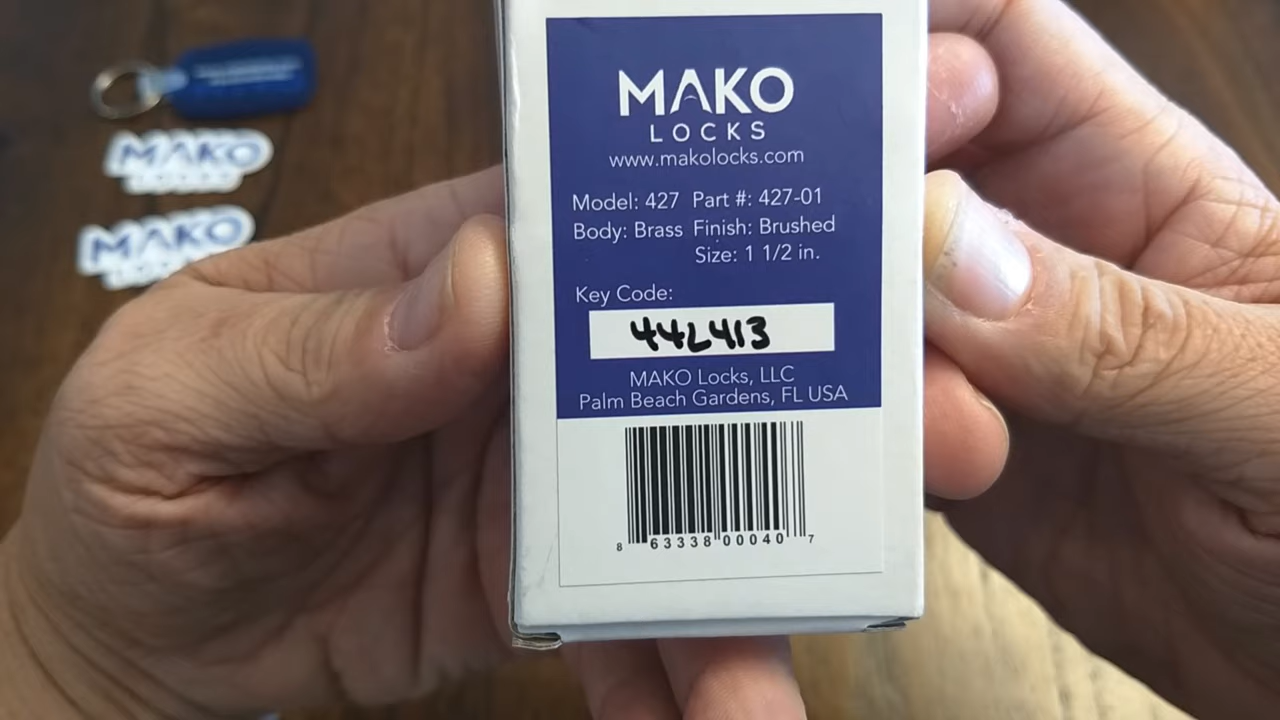 MAKO
LOCKS
www.makolocks.com
Model: 427 Part #: 427-01
Body: Brass Finish: Brushed
Size: 1 1/2 in.
Key Code:
442413
MAKO Locks, LLC
Palm Beach Gardens, FL USA
8 63338 00040 7
MAKO
LOCKS
MAKO
LOCKS